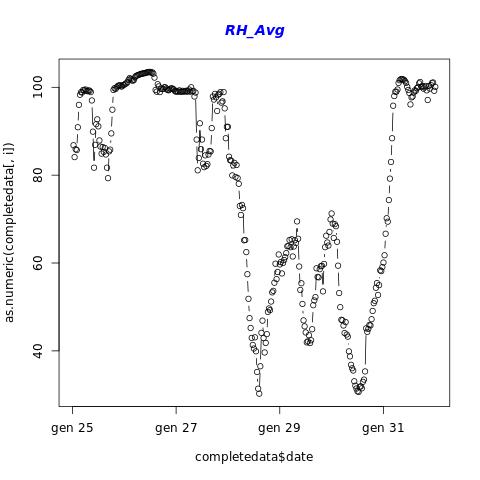 RH_Avg
as.numeric(completedata[, i])
100
80
60
40
gen 25
gen 27
gen 29
gen 31
completedata$date